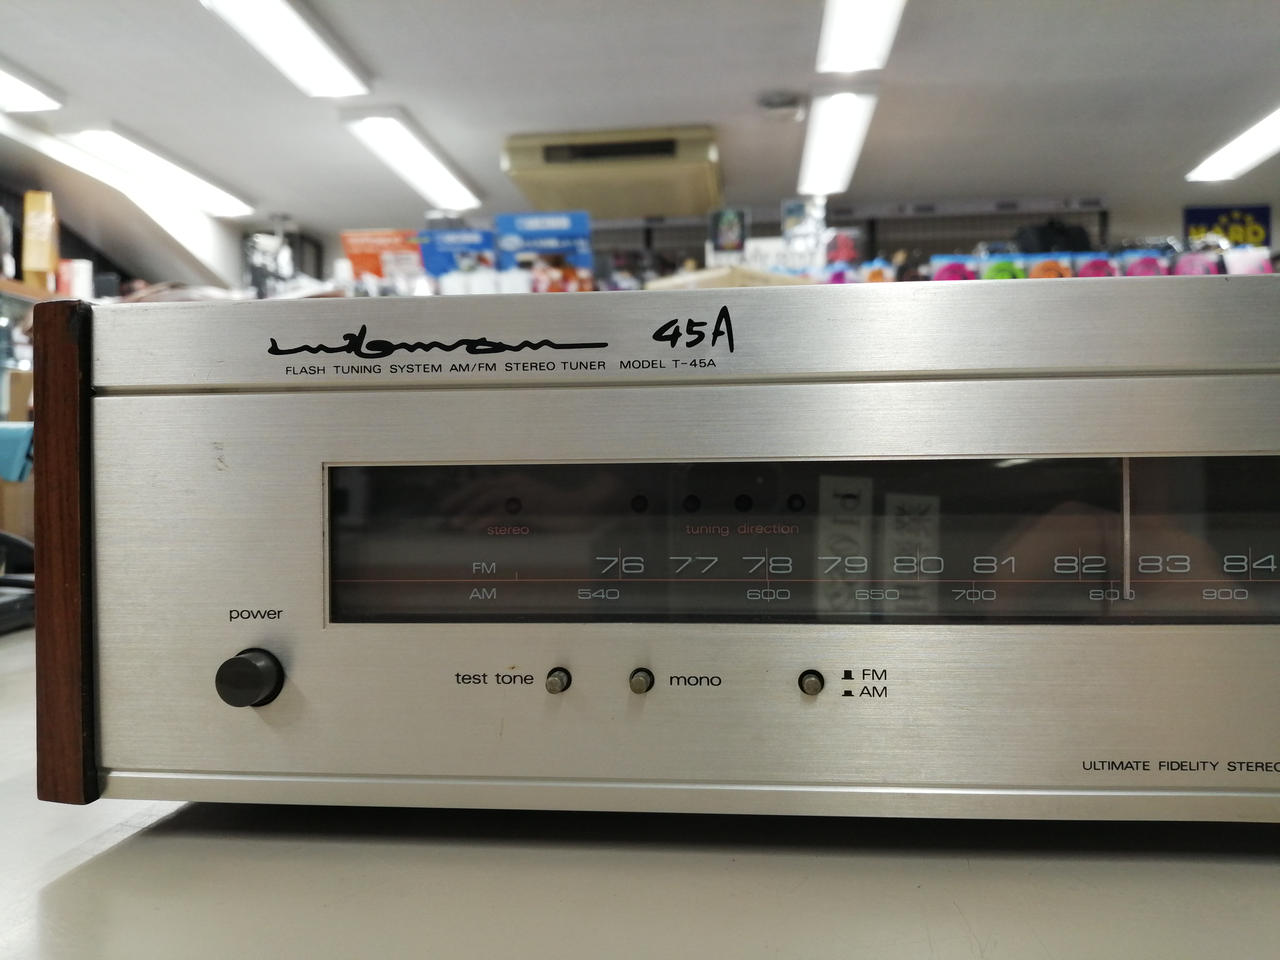 45A
FLASH TUNING SYSTEM AM/FM STEREO TUNER MODEL T-45A
stereo
tuning direction
FM 76 77 78 79 80 81 82 83 84
AM 540 600 650 700 800 900
power
test tone
mono
FM
AM
ULTIMATE FIDELITY STEREO
HARD